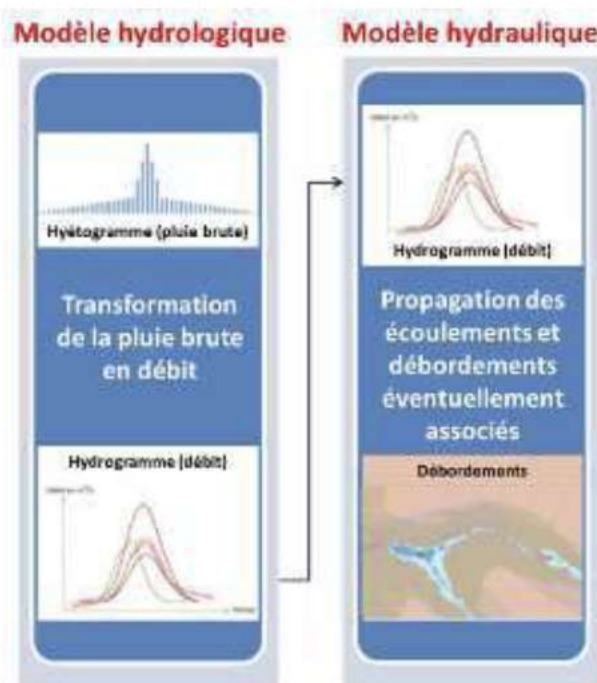 Modèle hydrologique
Hyétogramme (pluie brute)
Transformation
de la pluie brute
en débit
Hydrogramme (débit)
Modèle hydraulique
Hydrogramme (débit)
Propagation des
écoulements et
débordements
éventuellement
associés
Débordements